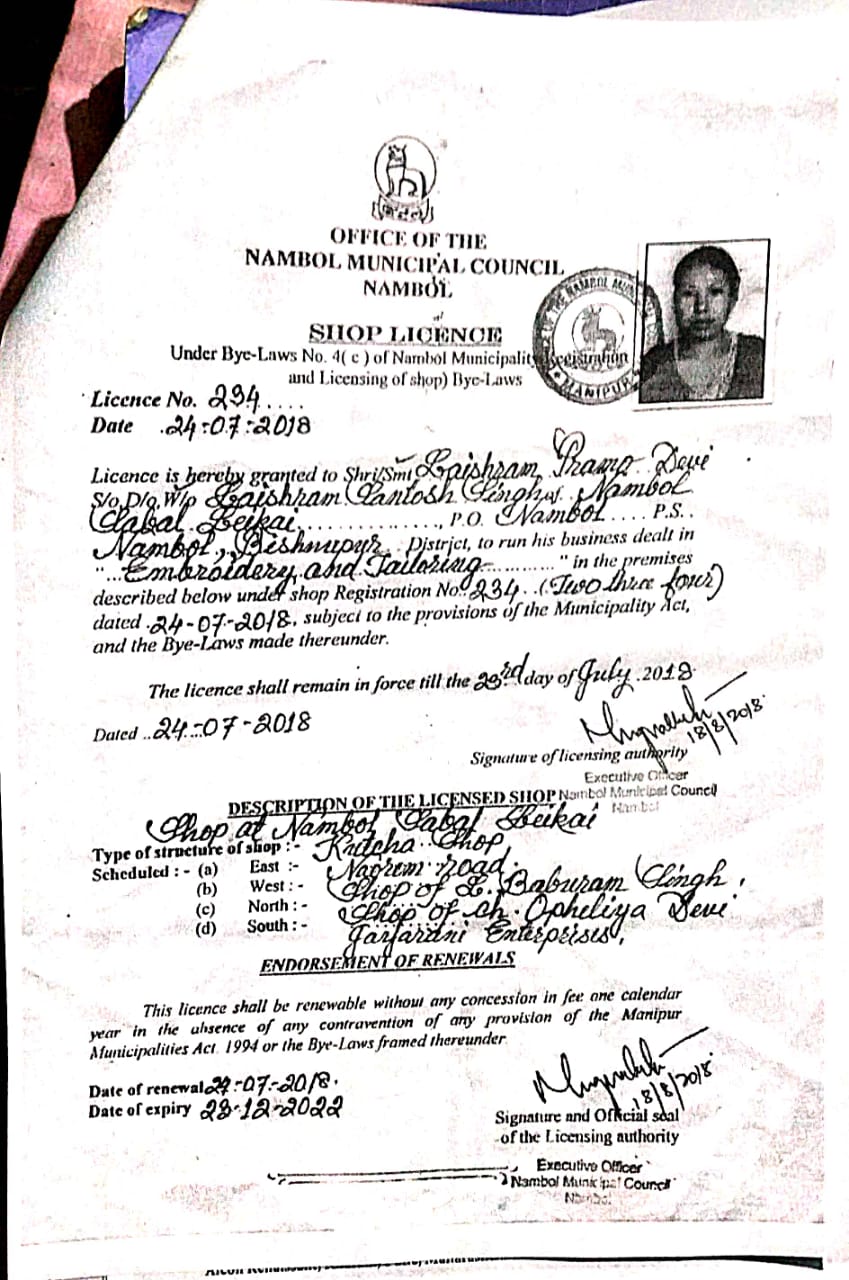 OFFICE OF THE
NAMBOL MUNICIPAL COUNCIL
NAMBOL
SHOP LICENCE
Under Bye-Laws No. 4( c ) of Nambol Municipality Registration
and Licensing of shop) Bye-Laws
MANIPUR
Licence No. 234....
Date .24-07-2018
Licence is hereby granted to Shri/Smt Laishram Pramo Devi
S/o,D/o,W/o Laishram Santosh Singh of Nambol
Sabal Leikai..............., P.O. Nambol.... P.S..
Nambol, Bishnupur District, to run his business dealt in
"...Embroidery and Tailoring............" in the premises
described below under shop Registration No. 234..(Two three four)
dated .24-07-2018, subject to the provisions of the Municipality Act,
and the Bye-Laws made thereunder.
The licence shall remain in force till the 23rd day of July .2018.
Dated ..24-07-2018
18/8/2018.
Signature of licensing authority
Executive Officer
Nambol Municipal Council
Nambol
DESCRIPTION OF THE LICENSED SHOP
Shop at Nambol Sabal Leikai
Type of structure of shop :- Kutcha Shop
Scheduled : - (a) East :- Naorem road.
(b) West : - Shop of L. Baburam Singh,
(c) North : - Shop of Ch. Opheliya Devi
(d) South : - Enterprises,
ENDORSEMENT OF RENEWALS
This licence shall be renewable without any concession in fee one calendar
year in the absence of any contravention of any provision of the Manipur
Municipalities Act. 1994 or the Bye-Laws framed thereunder
Date of renewal 24-07-2018.
Date of expiry 23-12-2022
18/8/2018.
Signature and Official seal
of the Licensing authority
Executive Officer
Nambol Municipal Council
Nambol